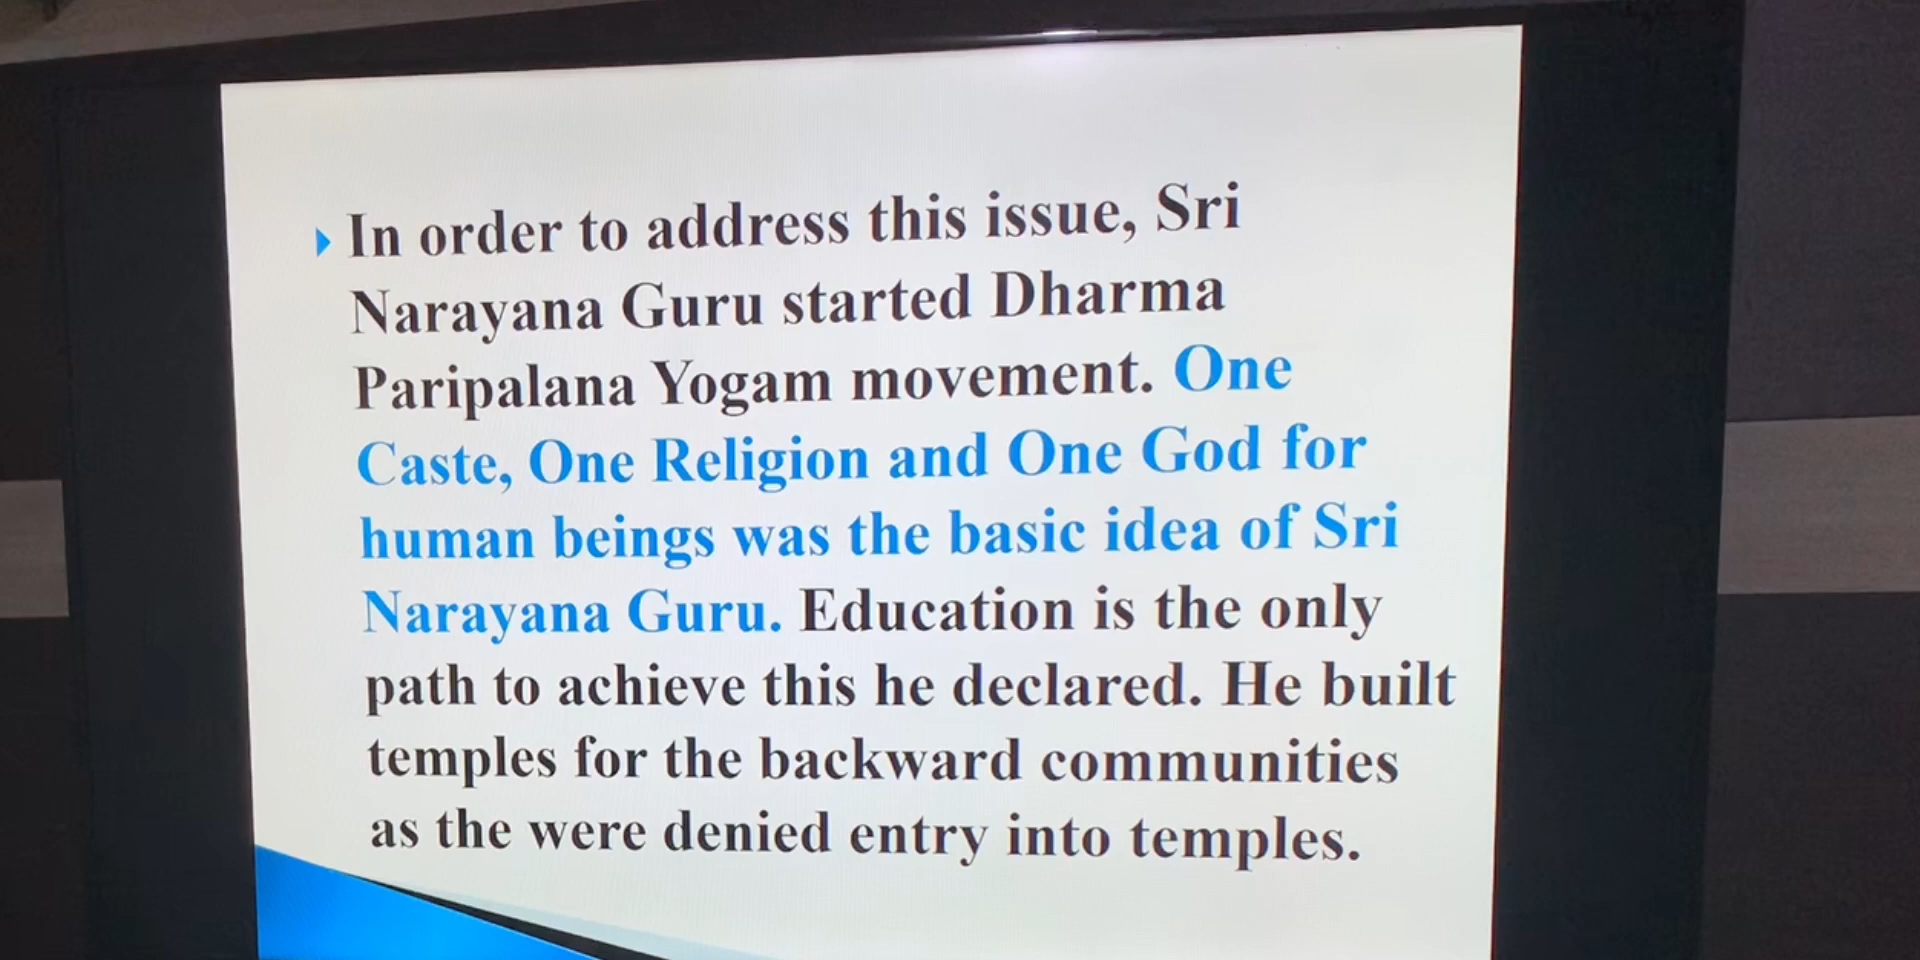 In order to address this issue, Sri
Narayana Guru started Dharma
Paripalana Yogam movement. One
Caste, One Religion and One God for
human beings was the basic idea of Sri
Narayana Guru. Education is the only
path to achieve this he declared. He built
temples for the backward communities
as the were denied entry into temples.